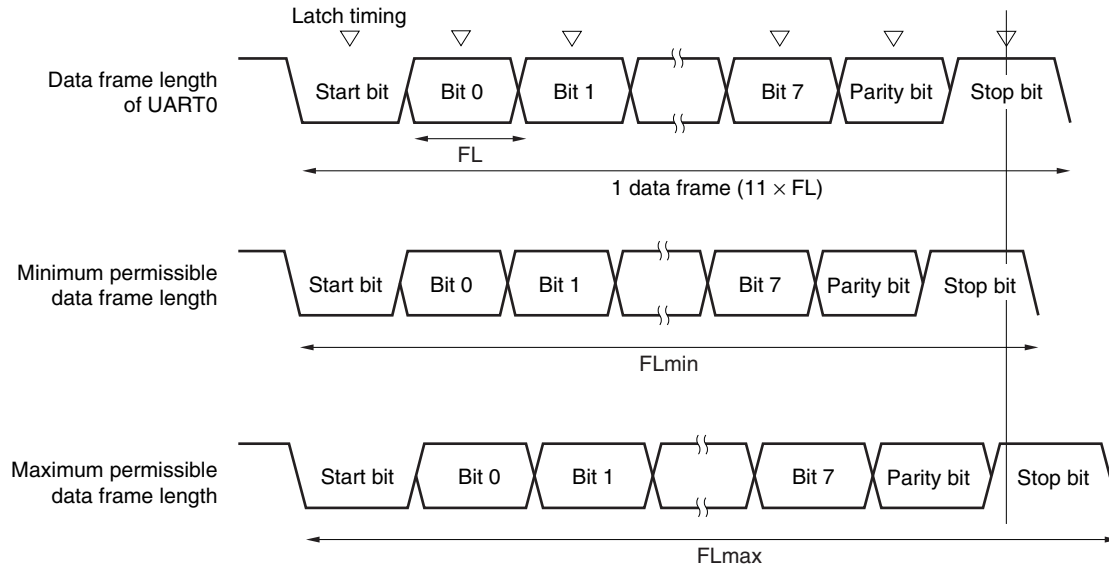 Latch timing
Data frame length
of UART0
Start bit
Bit 0
Bit 1
Bit 7
Parity bit
Stop bit
FL
1 data frame (11 × FL)
Minimum permissible
data frame length
Start bit
Bit 0
Bit 1
Bit 7
Parity bit
Stop bit
FLmin
Maximum permissible
data frame length
Start bit
Bit 0
Bit 1
Bit 7
Parity bit
Stop bit
FLmax